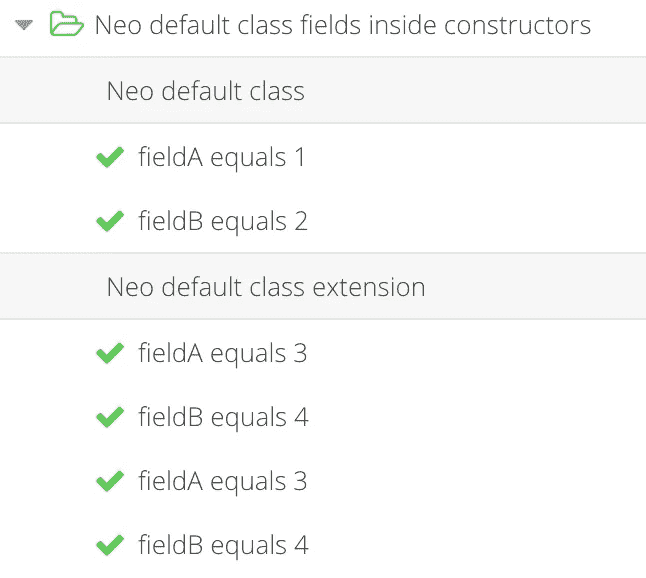 Neo default class fields inside constructors
Neo default class
fieldA equals 1
fieldB equals 2
Neo default class extension
fieldA equals 3
fieldB equals 4
fieldA equals 3
fieldB equals 4